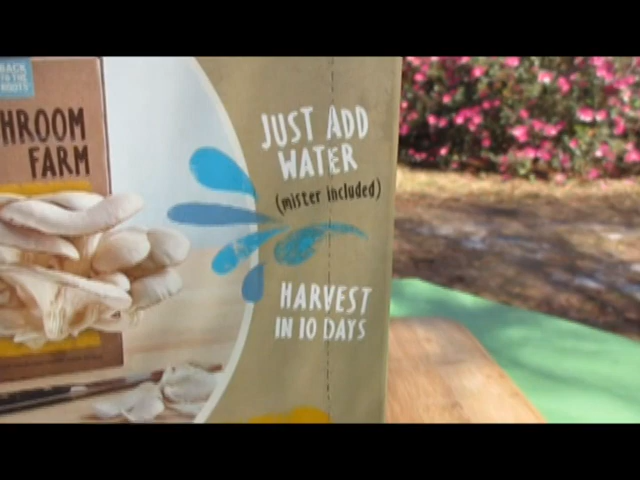 BACK
TO THE
ROOTS
HROOM
FARM
JUST ADD
WATER
(mister included)
HARVEST
IN 10 DAYS